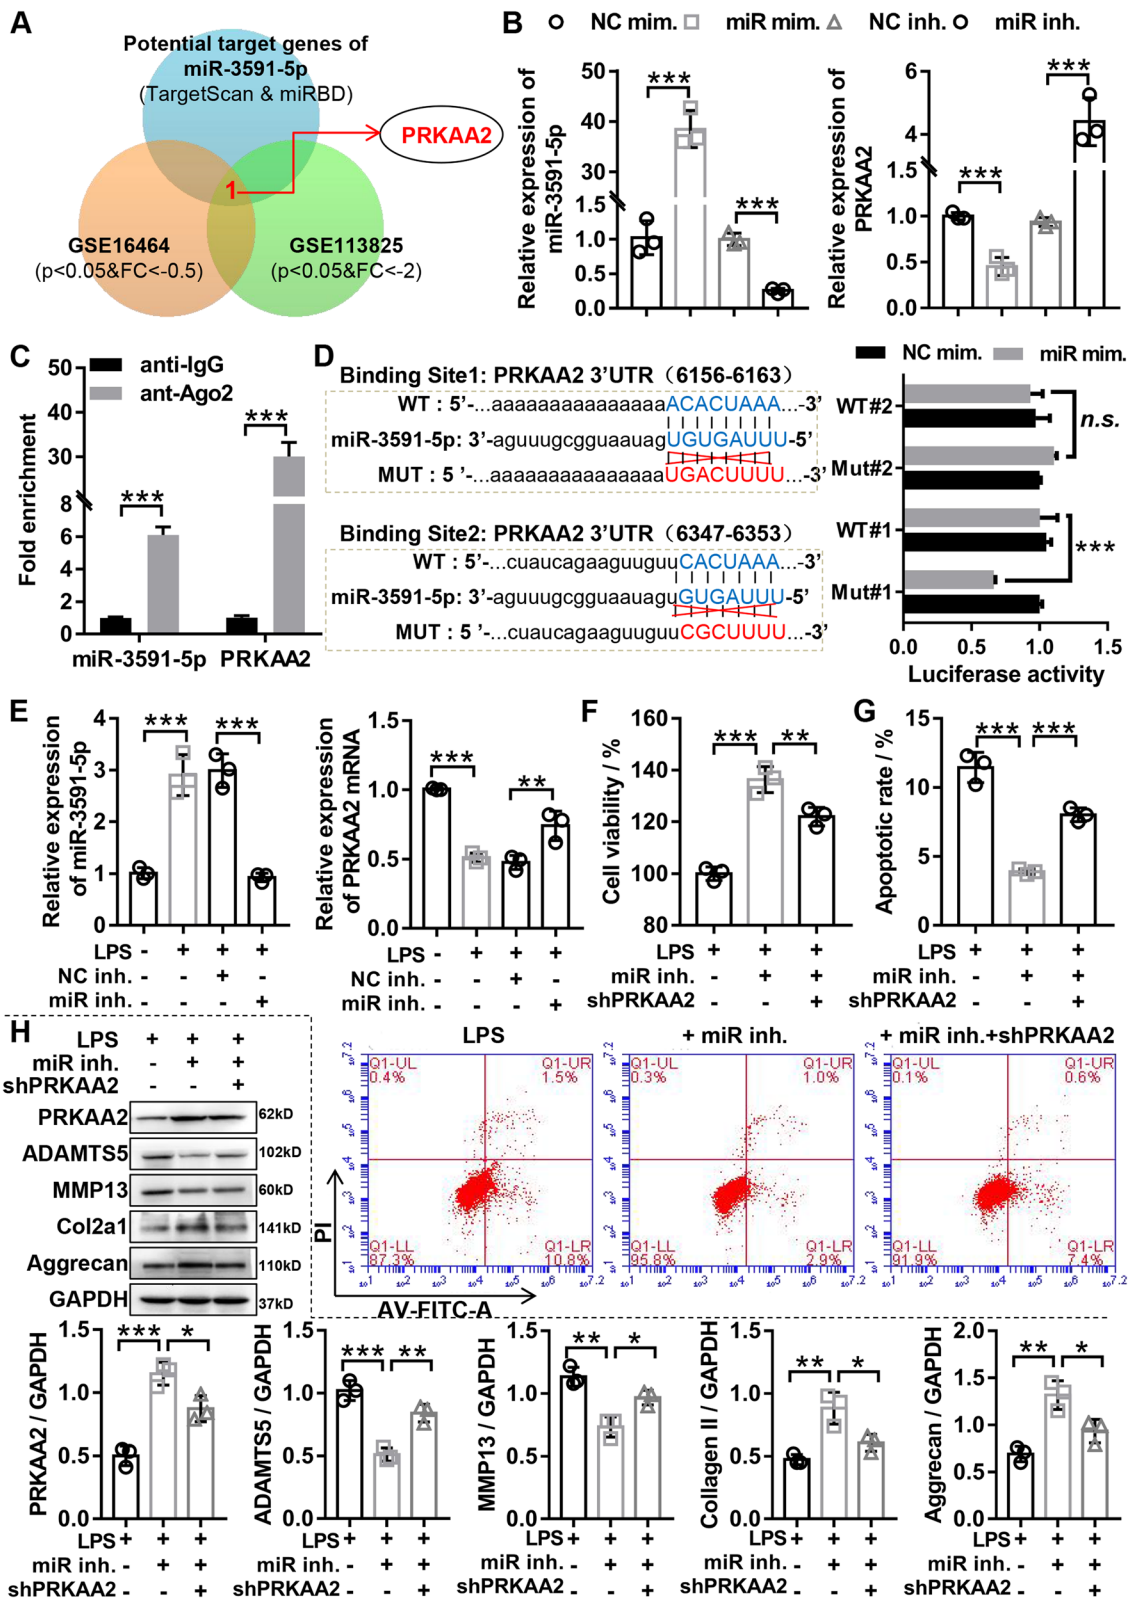 A
Potential target genes of
miR-3591-5p
(TargetScan & miRBD)
PRKAA2
1
GSE16464
(p<0.05&FC<-0.5)
GSE113825
(p<0.05&FC<-2)
B
NC mim.
miR mim.
NC inh.
miR inh.
Relative expression of
miR-3591-5p
50
40
30
1.5
1.0
0.5
0.0
***
***
Relative expression of
PRKAA2
6
4
1.5
1.0
0.5
0.0
***
***
C
anti-IgG
ant-Ago2
Fold enrichment
50
40
30
8
6
4
2
0
***
***
miR-3591-5p
PRKAA2
D
Binding Site1: PRKAA2 3’UTR（6156-6163）
WT : 5’-...aaaaaaaaaaaaaaaACACUAAA...-3’
miR-3591-5p: 3’-aguuugcgguaauagUGUGAUUU-5’
MUT : 5 ’-...aaaaaaaaaaaaaaaUGACUUUU...-3’
Binding Site2: PRKAA2 3’UTR（6347-6353）
WT : 5’-...cuaucagaaguuguuCACUAAA...-3’
miR-3591-5p: 3’-aguuugcgguaauaguGUGAUUU-5’
MUT : 5 ’-...cuaucagaaguuguuCGCUUUU...-3’
NC mim.
miR mim.
WT#2
Mut#2
WT#1
Mut#1
n.s.
***
0.0
0.5
1.0
1.5
Luciferase activity
E
Relative expression
of miR-3591-5p
4
3
2
1
0
***
***
LPS - + + +
NC inh. - - + -
miR inh. - - - +
Relative expression
of PRKAA2 mRNA
1.5
1.0
0.5
0.0
***
**
LPS - + + +
NC inh. - - + -
miR inh. - - - +
F
Cell viability / %
160
140
120
100
80
***
**
LPS + + +
miR inh. - + +
shPRKAA2 - - +
G
Apoptotic rate / %
15
10
5
0
***
***
LPS + + +
miR inh. - + +
shPRKAA2 - - +
H
LPS + + +
miR inh. - + +
shPRKAA2 - - +
PRKAA2 62kD
ADAMTS5 102kD
MMP13 60kD
Col2a1 141kD
Aggrecan 110kD
GAPDH 37kD
LPS
+ miR inh.
+ miR inh.+shPRKAA2
Q1-UL
0.4%
Q1-UR
1.5%
Q1-LL
87.3%
Q1-LR
10.8%
Q1-UL
0.3%
Q1-UR
1.0%
Q1-LL
95.8%
Q1-LR
2.9%
Q1-UL
0.1%
Q1-UR
0.6%
Q1-LL
91.9%
Q1-LR
7.4%
PI
AV-FITC-A
PRKAA2 / GAPDH
1.5
1.0
0.5
0.0
***
*
LPS + + +
miR inh. - + +
shPRKAA2 - - +
ADAMTS5 / GAPDH
1.5
1.0
0.5
0.0
***
**
LPS + + +
miR inh. - + +
shPRKAA2 - - +
MMP13 / GAPDH
1.5
1.0
0.5
0.0
**
*
LPS + + +
miR inh. - + +
shPRKAA2 - - +
Collagen II / GAPDH
1.5
1.0
0.5
0.0
**
*
LPS + + +
miR inh. - + +
shPRKAA2 - - +
Aggrecan / GAPDH
2.0
1.5
1.0
0.5
0.0
**
*
LPS + + +
miR inh. - + +
shPRKAA2 - - +